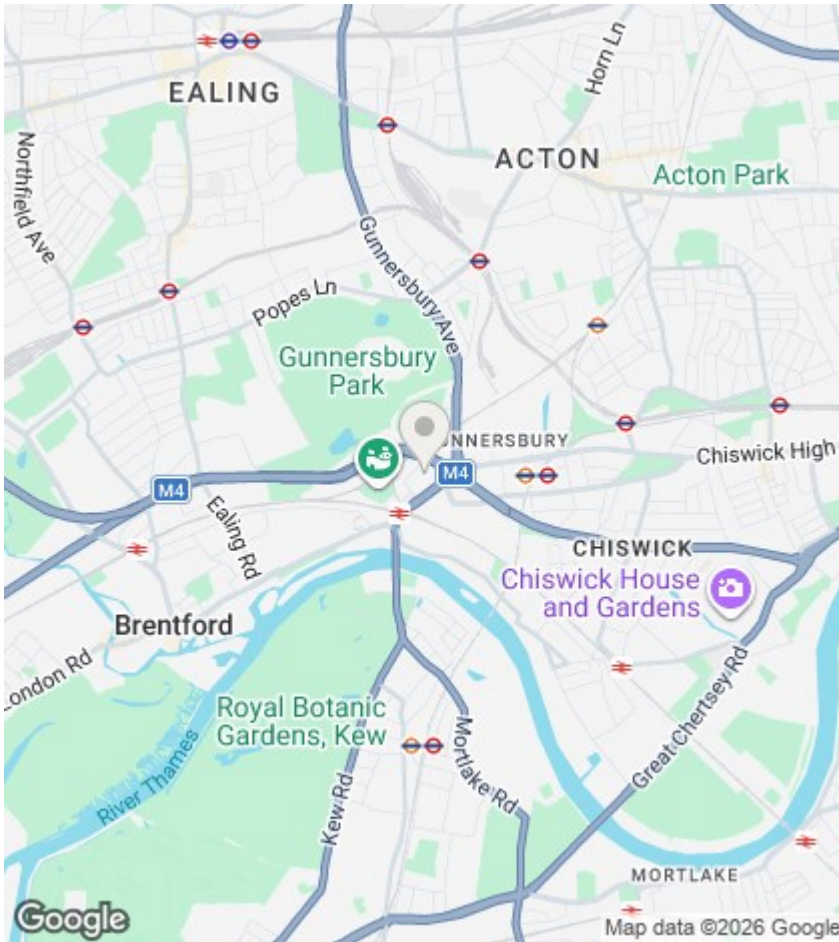 EALING
Horn Ln
ACTON
Acton Park
Northfield Ave
Gunnersbury Ave
Popes Ln
Gunnersbury
Park
UNNERSBURY
Chiswick High
M4
M4
Ealing Rd
CHISWICK
Chiswick House
and Gardens
Brentford
London Rd
Royal Botanic
Gardens, Kew
River Thames
Kew Rd
Mortlake Rd
Great Chertsey Rd
MORTLAKE
Google
Map data ©2026 Google